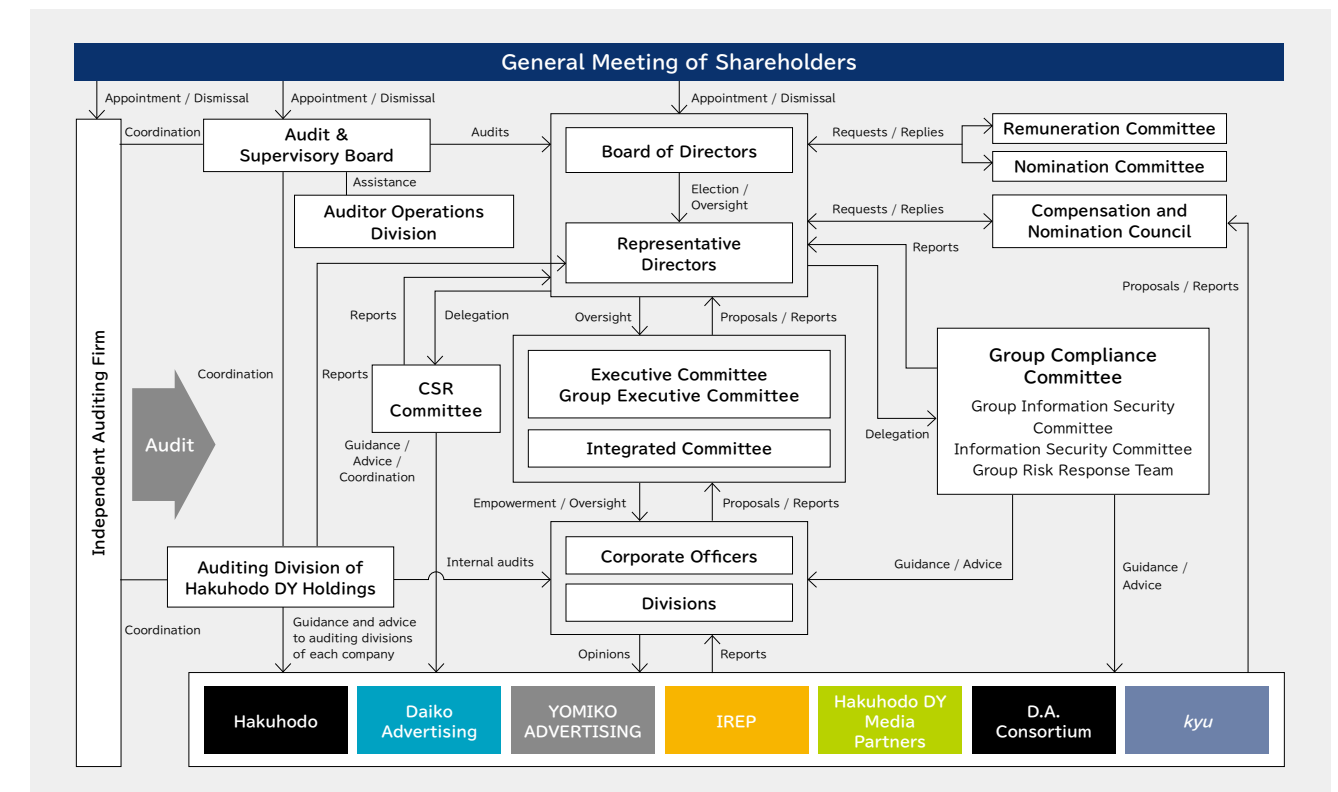 General Meeting of Shareholders
Appointment / Dismissal
Appointment / Dismissal
Appointment / Dismissal
Independent Auditing Firm
Coordination
Audit &
Supervisory Board
Audits
Board of Directors
Requests / Replies
Remuneration Committee
Nomination Committee
Assistance
Auditor Operations
Division
Election /
Oversight
Requests / Replies
Compensation and
Nomination Council
Representative
Directors
Reports
Proposals / Reports
Reports
Delegation
Oversight
Proposals / Reports
Group Compliance
Committee
Group Information Security
Committee
Information Security Committee
Group Risk Response Team
Coordination
Reports
CSR
Committee
Executive Committee
Group Executive Committee
Integrated Committee
Delegation
Audit
Guidance /
Advice /
Coordination
Empowerment / Oversight
Proposals / Reports
Auditing Division of
Hakuhodo DY Holdings
Internal audits
Corporate Officers
Divisions
Guidance / Advice
Guidance /
Advice
Coordination
Guidance and advice
to auditing divisions
of each company
Opinions
Reports
Hakuhodo
Daiko
Advertising
YOMIKO
ADVERTISING
IREP
Hakuhodo DY
Media
Partners
D.A.
Consortium
kyu